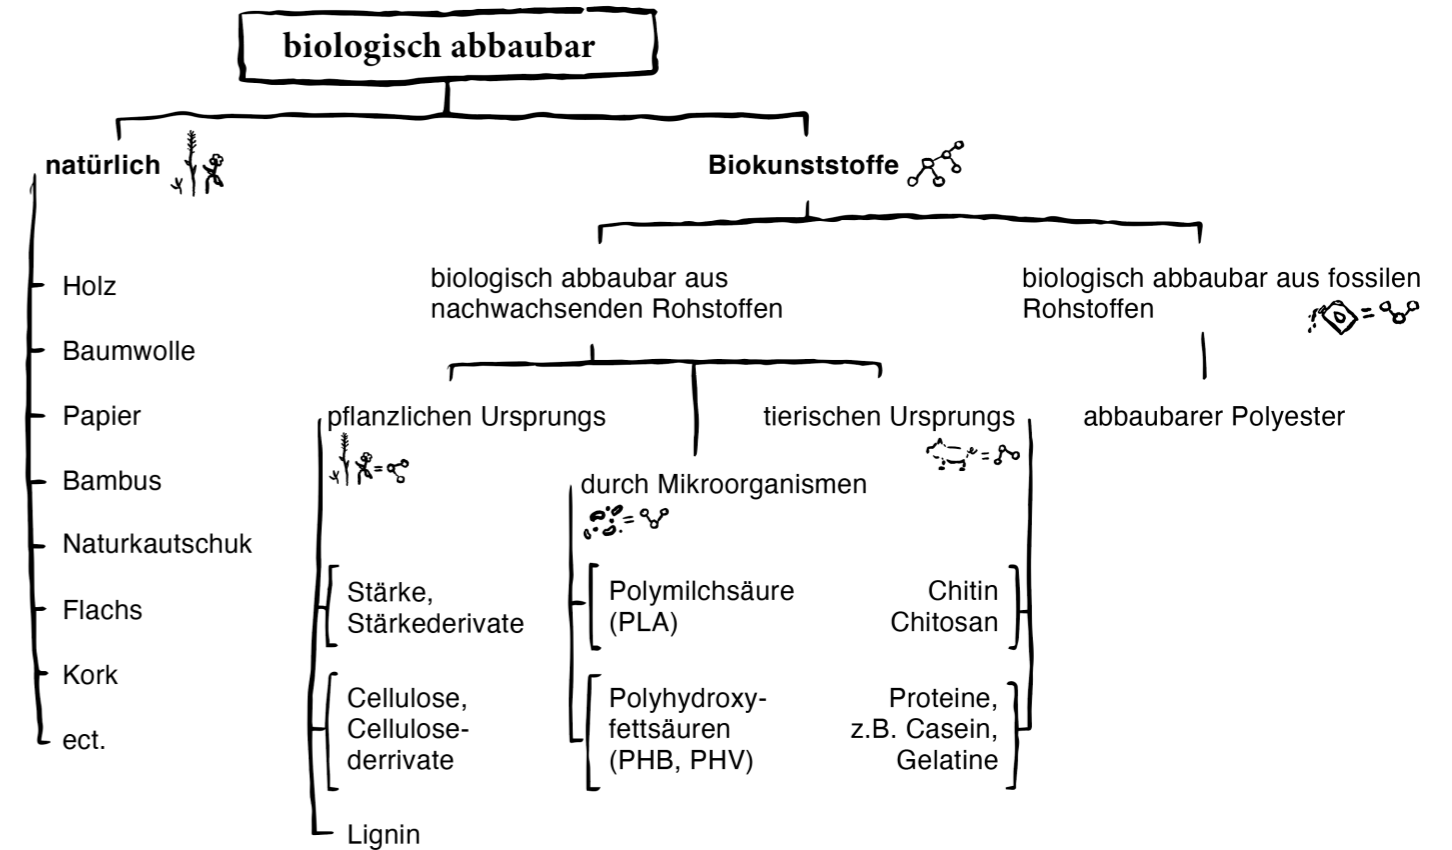 biologisch abbaubar
natürlich
Holz
Baumwolle
Papier
Bambus
Naturkautschuk
Flachs
Kork
ect.
Biokunststoffe
biologisch abbaubar aus
nachwachsenden Rohstoffen
pflanzlichen Ursprungs
Stärke,
Stärkederivate
Cellulose,
Cellulose-
derrivate
Lignin
durch Mikroorganismen
Polymilchsäure
(PLA)
Polyhydroxy-
fettsäuren
(PHB, PHV)
tierischen Ursprungs
Chitin
Chitosan
Proteine,
z.B. Casein,
Gelatine
biologisch abbaubar aus fossilen
Rohstoffen
abbaubarer Polyester